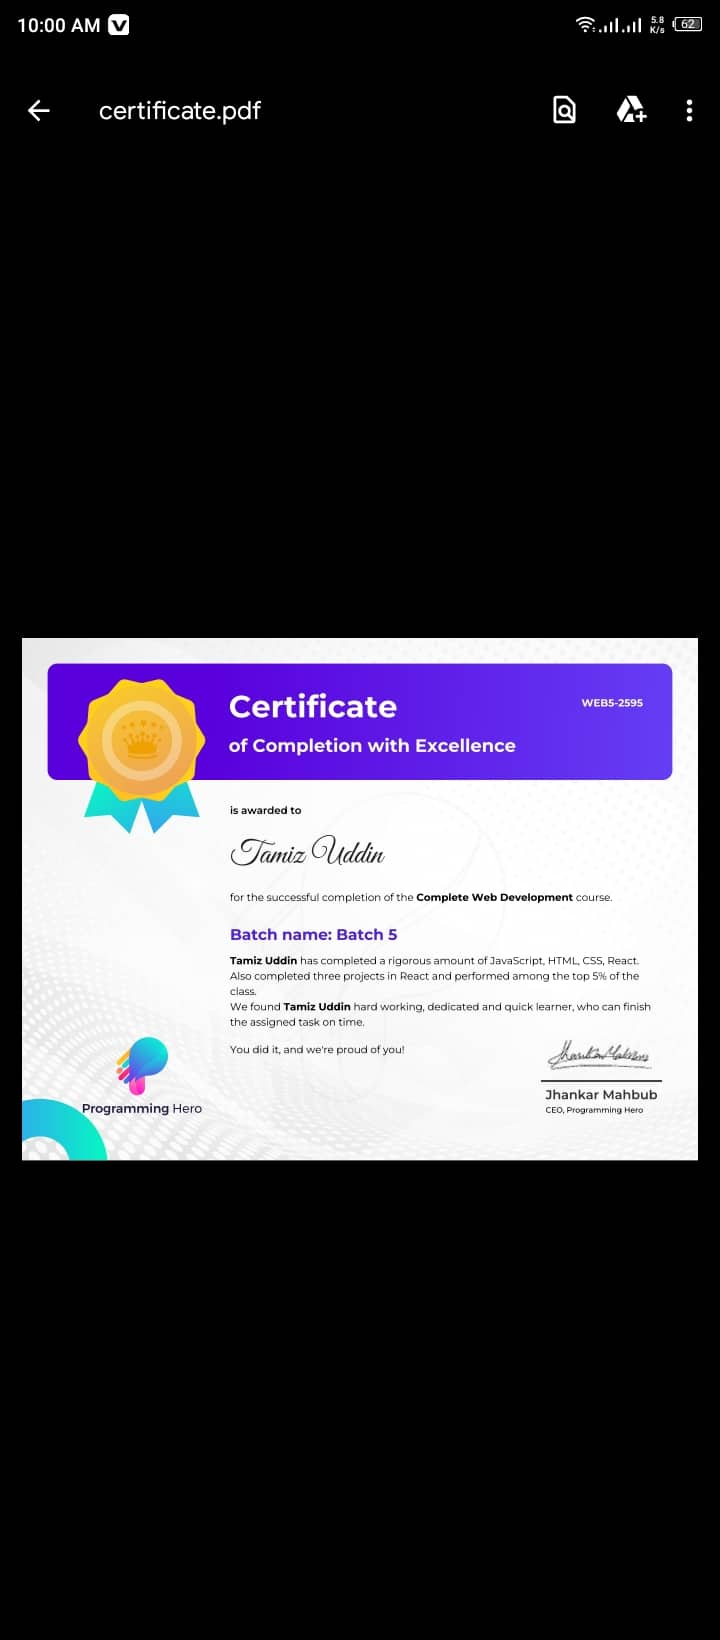 10:00 AM
5.8
K/s
62
certificate.pdf
Certificate
WEB5-2595
of Completion with Excellence
is awarded to
Tamiz Uddin
for the successful completion of the Complete Web Development course.
Batch name: Batch 5
Tamiz Uddin has completed a rigorous amount of JavaScript, HTML, CSS, React.
Also completed three projects in React and performed among the top 5% of the
class.
We found Tamiz Uddin hard working, dedicated and quick learner, who can finish
the assigned task on time.
You did it, and we're proud of you!
Jhankar Mahbub
Jhankar Mahbub
CEO, Programming Hero
Programming Hero